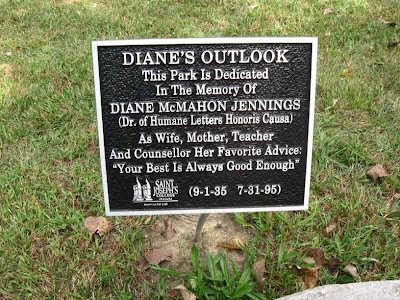 DIANE'S OUTLOOK
This Park Is Dedicated
In The Memory Of
DIANE McMAHON JENNINGS
(Dr. of Humane Letters Honoris Causa)
As Wife, Mother, Teacher
And Counsellor Her Favorite Advice:
"Your Best Is Always Good Enough"
SAINT
JOSEPH'S
COLLEGE
(9-1-35 7-31-95)